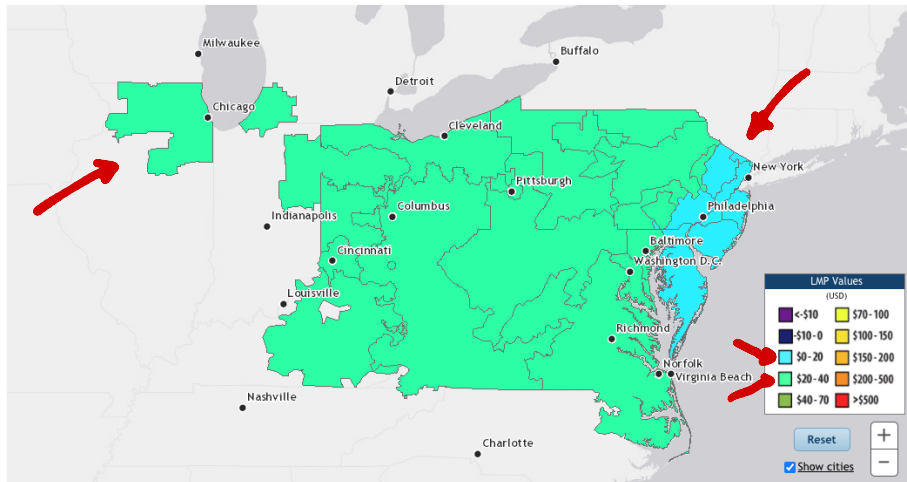 Milwaukee
Buffalo
Detroit
Chicago
Cleveland
New York
Pittsburgh
Columbus
Philadelphia
Indianapolis
Baltimore
Cincinnati
Washington D.C.
Louisville
Richmond
Norfolk
Virginia Beach
Nashville
Charlotte
LMP Values
(USD)
<-$10
$70-100
-$10-0
$100-150
$0-20
$150-200
$20-40
$200-500
$40-70
>$500
Reset
+
−
Show cities